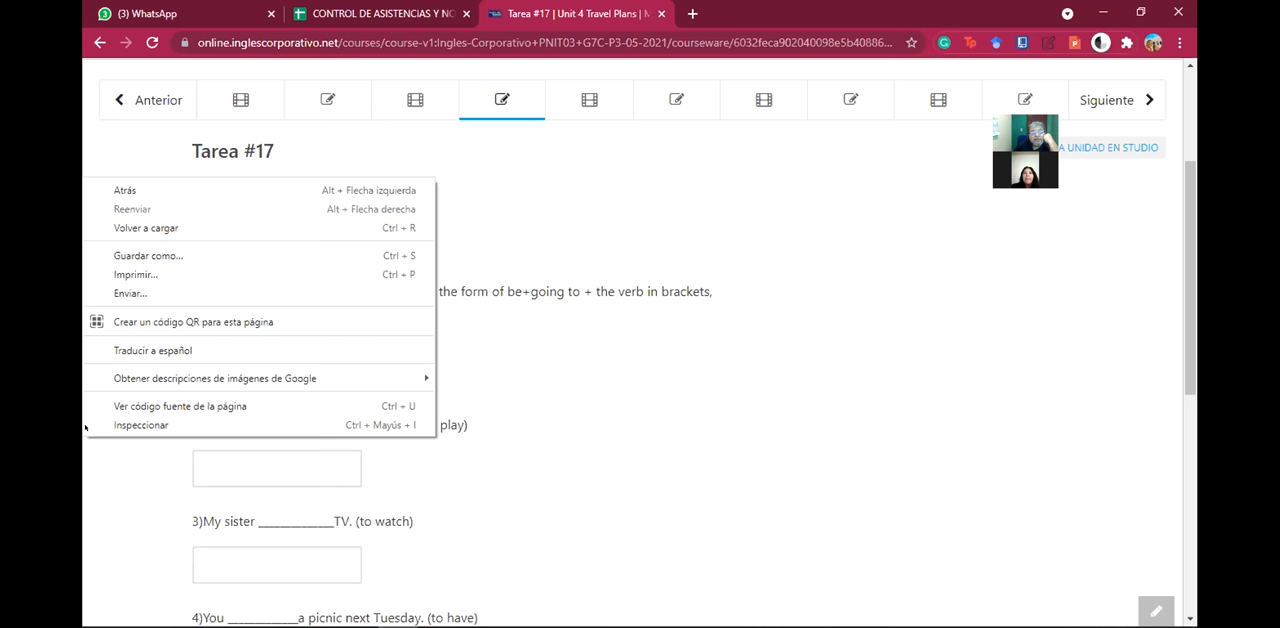 (3) WhatsApp
CONTROL DE ASISTENCIAS Y NO
Tarea #17 | Unit 4 Travel Plans | M
online.inglescorporativo.net/courses/course-v1:Ingles-Corporativo+PNIT03+G7C-P3-05-2021/courseware/6032feca902040098e5b40886...
Anterior
Siguiente
Tarea #17
A UNIDAD EN STUDIO
Atrás Alt + Flecha izquierda
Reenviar Alt + Flecha derecha
Volver a cargar Ctrl + R
Guardar como... Ctrl + S
Imprimir... Ctrl + P
Enviar...
the form of be+going to + the verb in brackets,
Crear un código QR para esta página
Traducir a español
Obtener descripciones de imágenes de Google
Ver código fuente de la página Ctrl + U
Inspeccionar Ctrl + Mayús + I
play)
3)My sister _____________TV. (to watch)
4)You _____________a picnic next Tuesday. (to have)